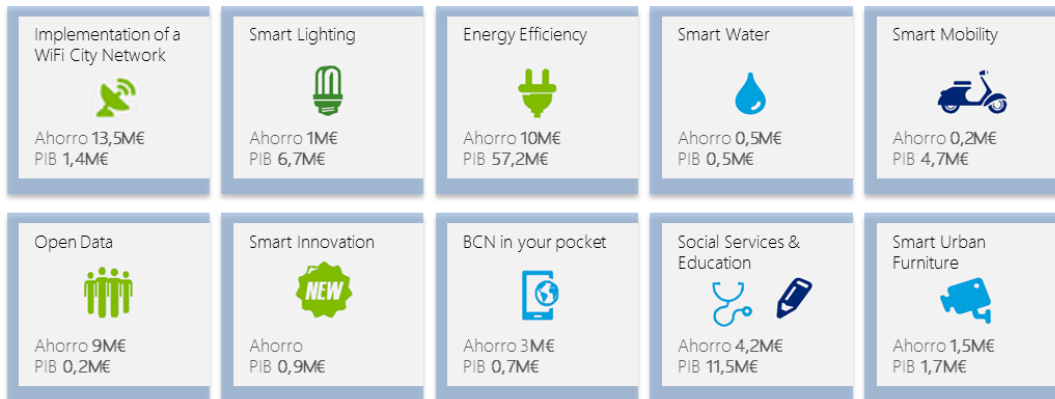 Implementation of a
WiFi City Network
Ahorro 13,5M€
PIB 1,4M€
Smart Lighting
Ahorro 1M€
PIB 6,7M€
Energy Efficiency
Ahorro 10M€
PIB 57,2M€
Smart Water
Ahorro 0,5M€
PIB 0,5M€
Smart Mobility
Ahorro 0,2M€
PIB 4,7M€
Open Data
Ahorro 9M€
PIB 0,2M€
Smart Innovation
NEW
Ahorro
PIB 0,9M€
BCN in your pocket
Ahorro 3M€
PIB 0,7M€
Social Services &
Education
Ahorro 4,2M€
PIB 11,5M€
Smart Urban
Furniture
Ahorro 1,5M€
PIB 1,7M€